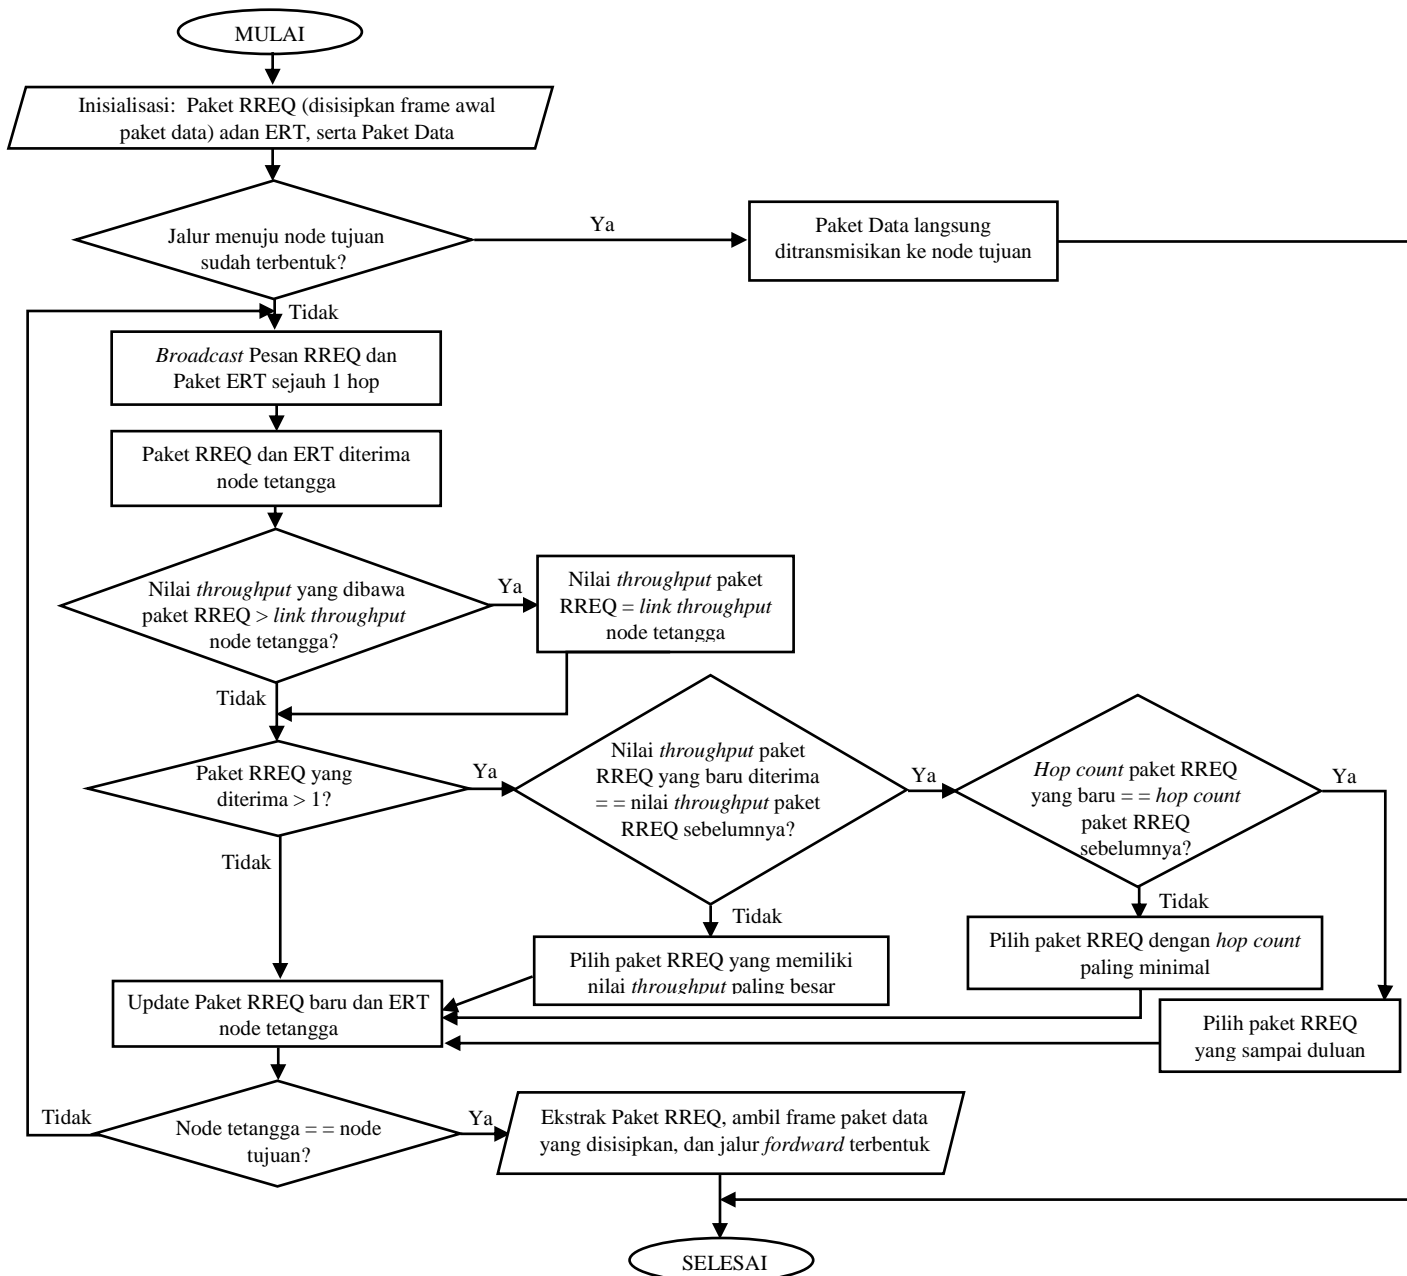 MULAI
Inisialisasi: Paket RREQ (disisipkan frame awal
paket data) adan ERT, serta Paket Data
Jalur menuju node tujuan
sudah terbentuk?
Ya
Paket Data langsung
ditransmisikan ke node tujuan
Tidak
Broadcast Pesan RREQ dan
Paket ERT sejauh 1 hop
Paket RREQ dan ERT diterima
node tetangga
Nilai throughput yang dibawa
paket RREQ > link throughput
node tetangga?
Ya
Nilai throughput paket
RREQ = link throughput
node tetangga
Tidak
Paket RREQ yang
diterima > 1?
Ya
Nilai throughput paket
RREQ yang baru diterima
= = nilai throughput paket
RREQ sebelumnya?
Ya
Hop count paket RREQ
yang baru = = hop count
paket RREQ
sebelumnya?
Ya
Tidak
Tidak
Pilih paket RREQ yang memiliki
nilai throughput paling besar
Tidak
Pilih paket RREQ dengan hop count
paling minimal
Update Paket RREQ baru dan ERT
node tetangga
Pilih paket RREQ
yang sampai duluan
Tidak
Node tetangga = = node
tujuan?
Ya
Ekstrak Paket RREQ, ambil frame paket data
yang disisipkan, dan jalur fordward terbentuk
SELESAI